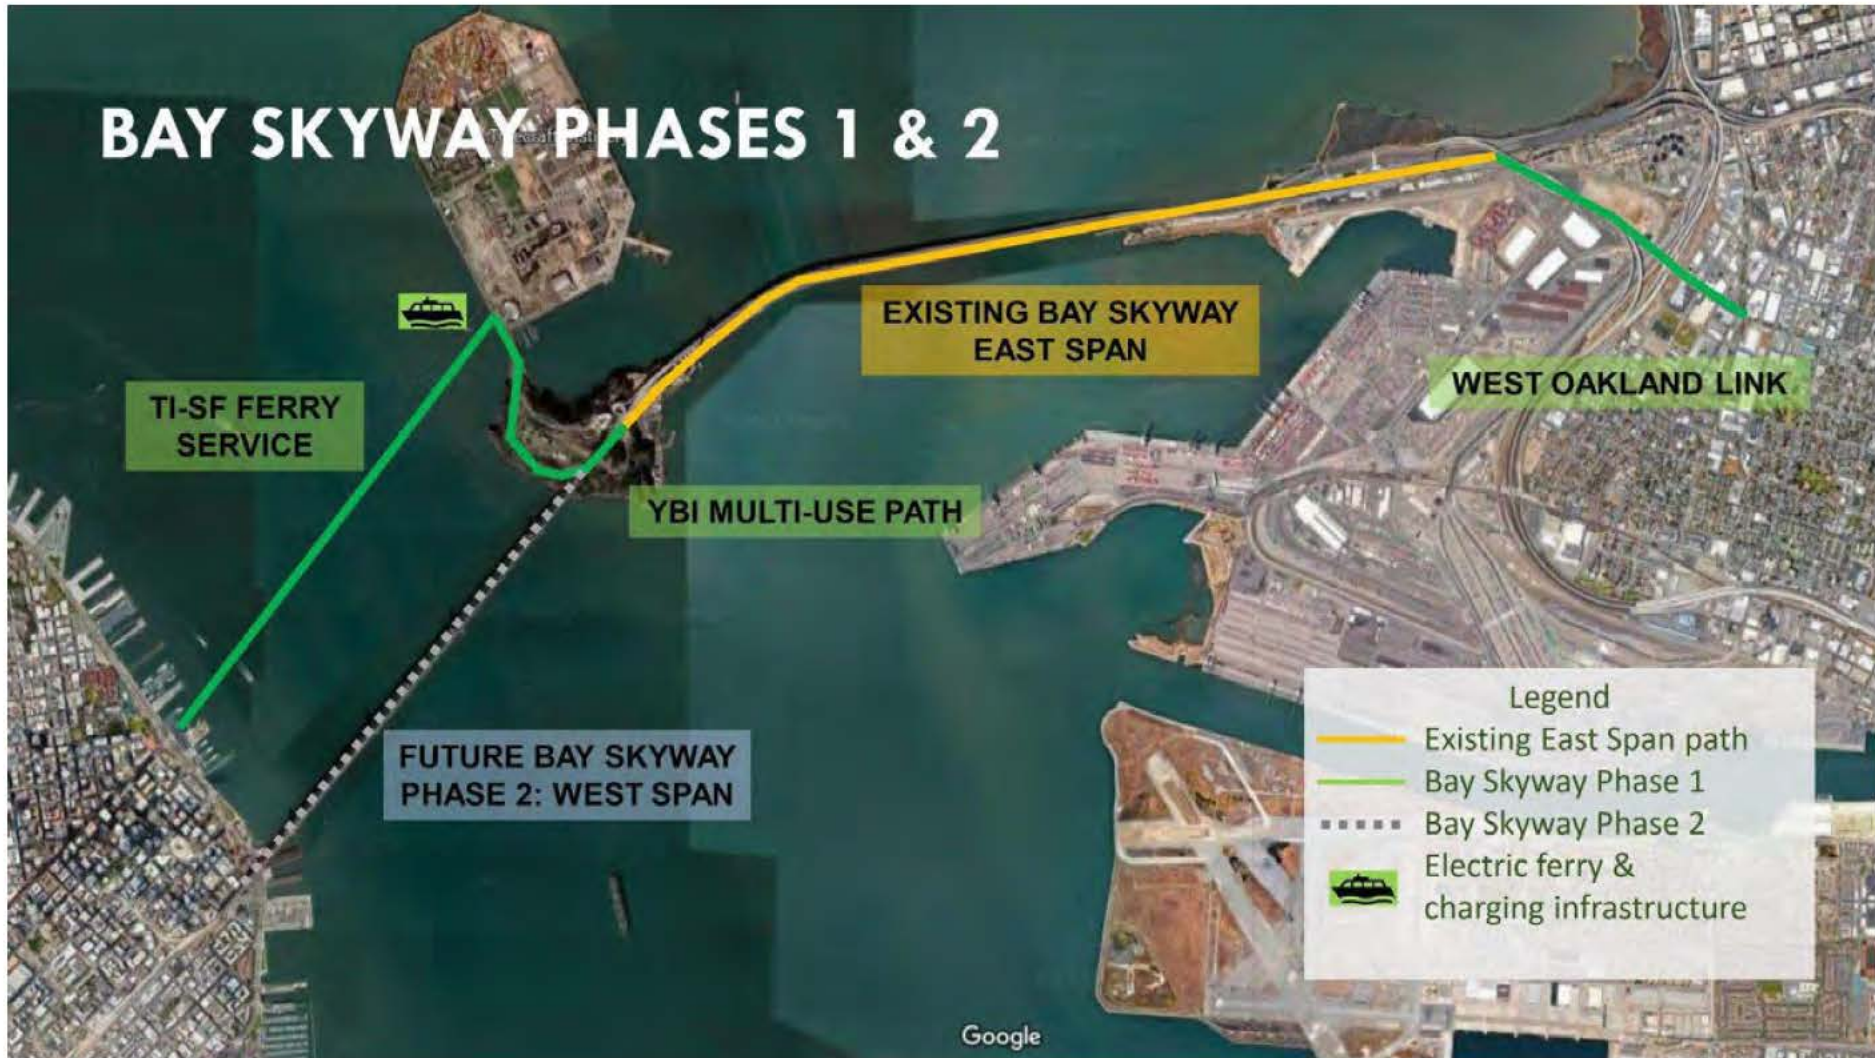 BAY SKYWAY PHASES 1 & 2
EXISTING BAY SKYWAY
EAST SPAN
TI-SF FERRY
SERVICE
WEST OAKLAND LINK
YBI MULTI-USE PATH
FUTURE BAY SKYWAY
PHASE 2: WEST SPAN
Legend
Existing East Span path
Bay Skyway Phase 1
Bay Skyway Phase 2
Electric ferry &
charging infrastructure
Google